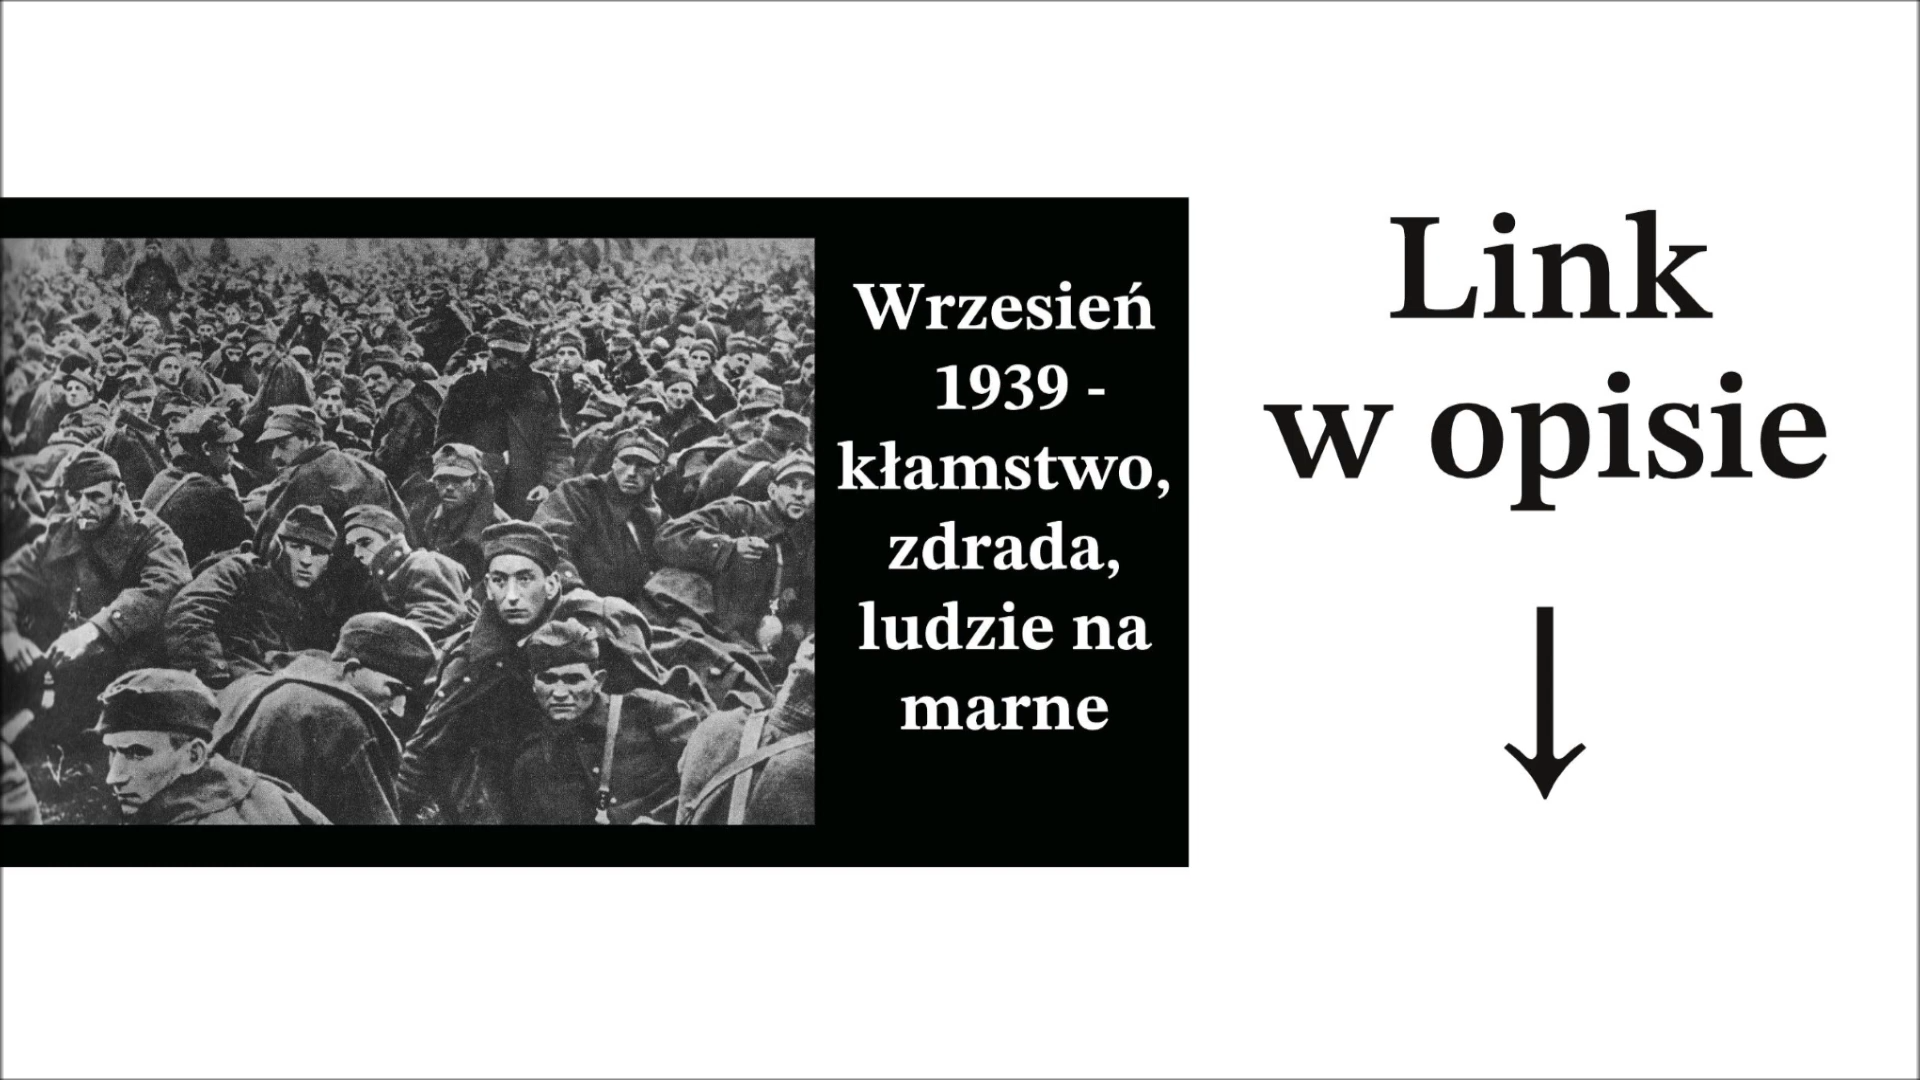 Wrzesień
1939 -
kłamstwo,
zdrada,
ludzie na
marne
Link
w opisie